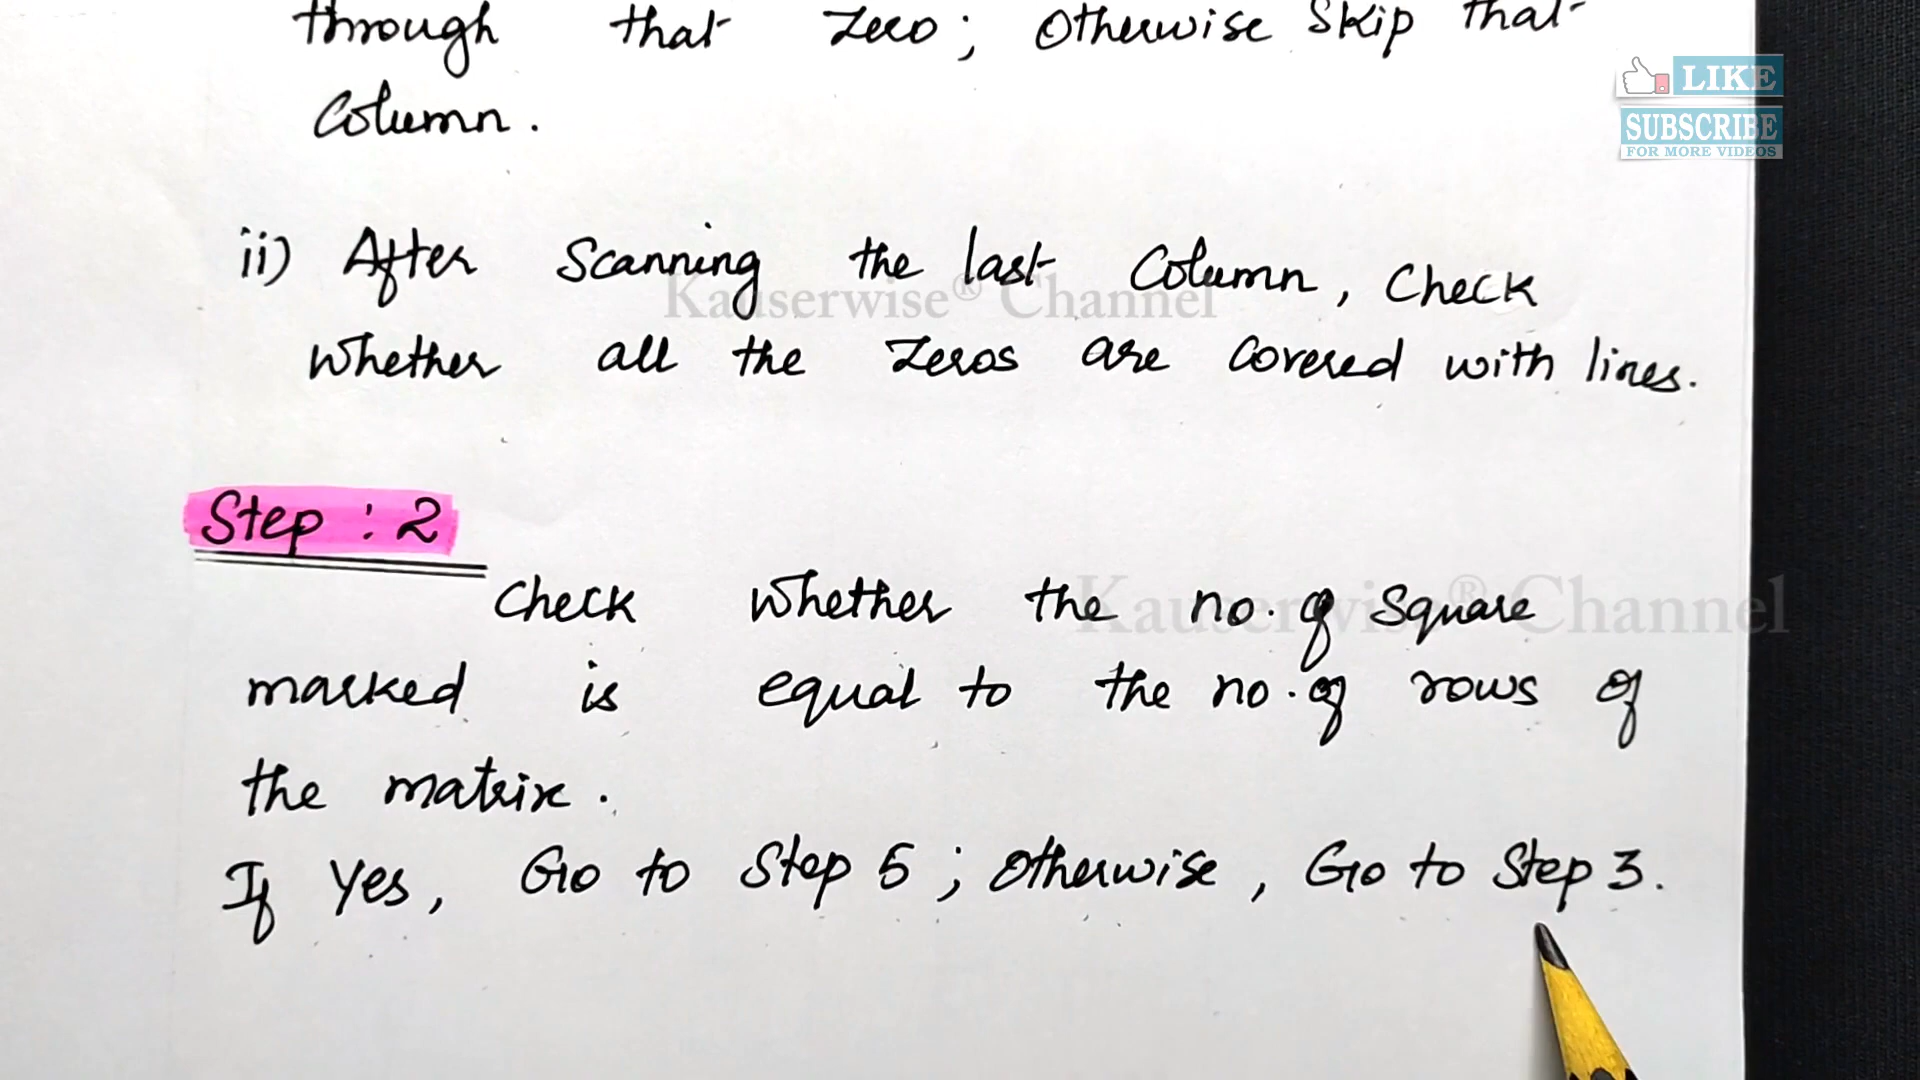 through that zero; Otherwise skip that
LIKE
Column.
SUBSCRIBE
FOR MORE VIDEOS
ii) After scanning the last Column, Check
Kauserwise® Channel
Whether all the zeros are covered with lines.
Step : 2
Check Whether the no. of Square
Kauserwise® Channel
marked is equal to the no. of rows of
the matrix.
If Yes, Go to Step 5; Otherwise, Go to Step 3.